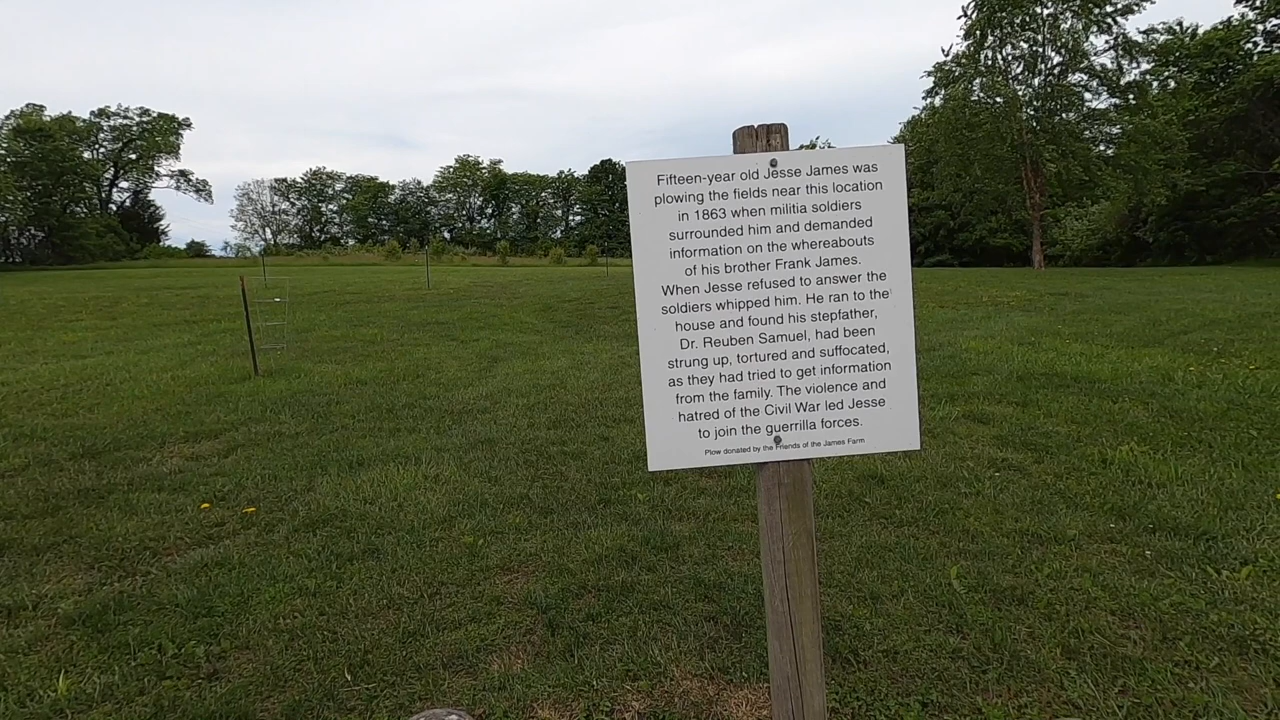 Fifteen-year old Jesse James was
plowing the fields near this location
in 1863 when militia soldiers
surrounded him and demanded
information on the whereabouts
of his brother Frank James.
When Jesse refused to answer the
soldiers whipped him. He ran to the
house and found his stepfather,
Dr. Reuben Samuel, had been
strung up, tortured and suffocated,
as they had tried to get information
from the family. The violence and
hatred of the Civil War led Jesse
to join the guerrilla forces.
Plow donated by the Friends of the James Farm